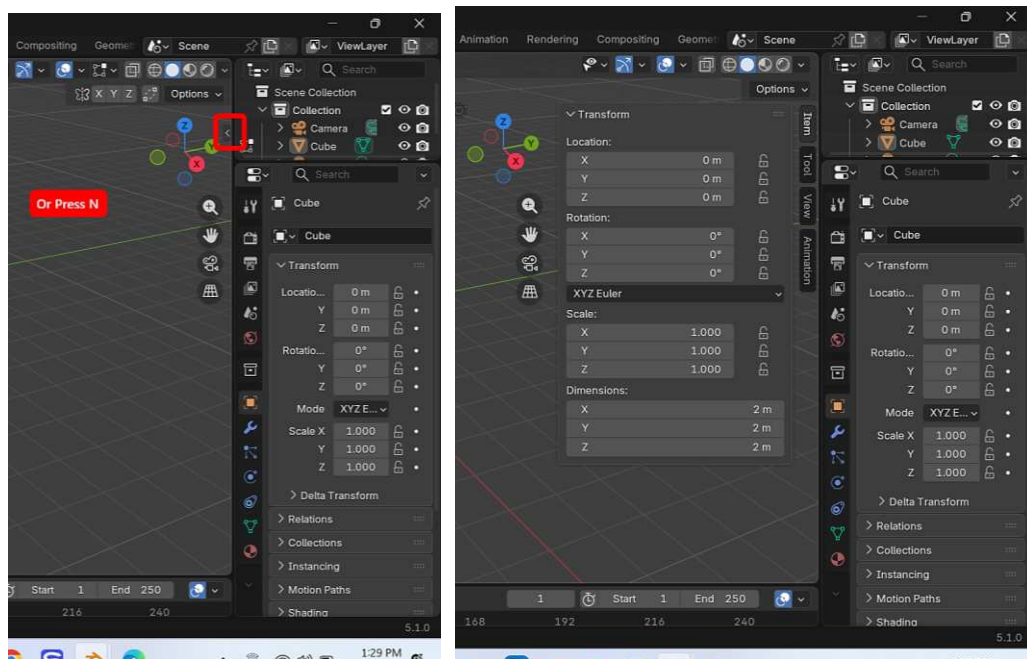 Compositing Geome Scene ViewLayer
Search
X Y Z Options
Scene Collection
Collection
Camera
Cube
Search
Or Press N
Cube
Cube
Transform
Locatio... 0 m
Y 0 m
Z 0 m
Rotatio... 0°
Y 0°
Z 0°
Mode XYZ E...
Scale X 1.000
Y 1.000
Z 1.000
Delta Transform
Relations
Collections
Instancing
Motion Paths
Shading
Start 1 End 250
216 240
5.1.0
1:29 PM
Z
Y
X
Animation Rendering Compositing Geome Scene ViewLayer
Search
Options
Scene Collection
Collection
Camera
Cube
Search
Z
Y
X
Transform
Location:
X 0 m
Y 0 m
Z 0 m
Rotation:
X 0°
Y 0°
Z 0°
XYZ Euler
Scale:
X 1.000
Y 1.000
Z 1.000
Dimensions:
X 2 m
Y 2 m
Z 2 m
Item
Tool
View
Animation
Cube
Cube
Transform
Locatio... 0 m
Y 0 m
Z 0 m
Rotatio... 0°
Y 0°
Z 0°
Mode XYZ E...
Scale X 1.000
Y 1.000
Z 1.000
Delta Transform
Relations
Collections
Instancing
Motion Paths
Shading
1 Start 1 End 250
168 192 216 240
5.1.0